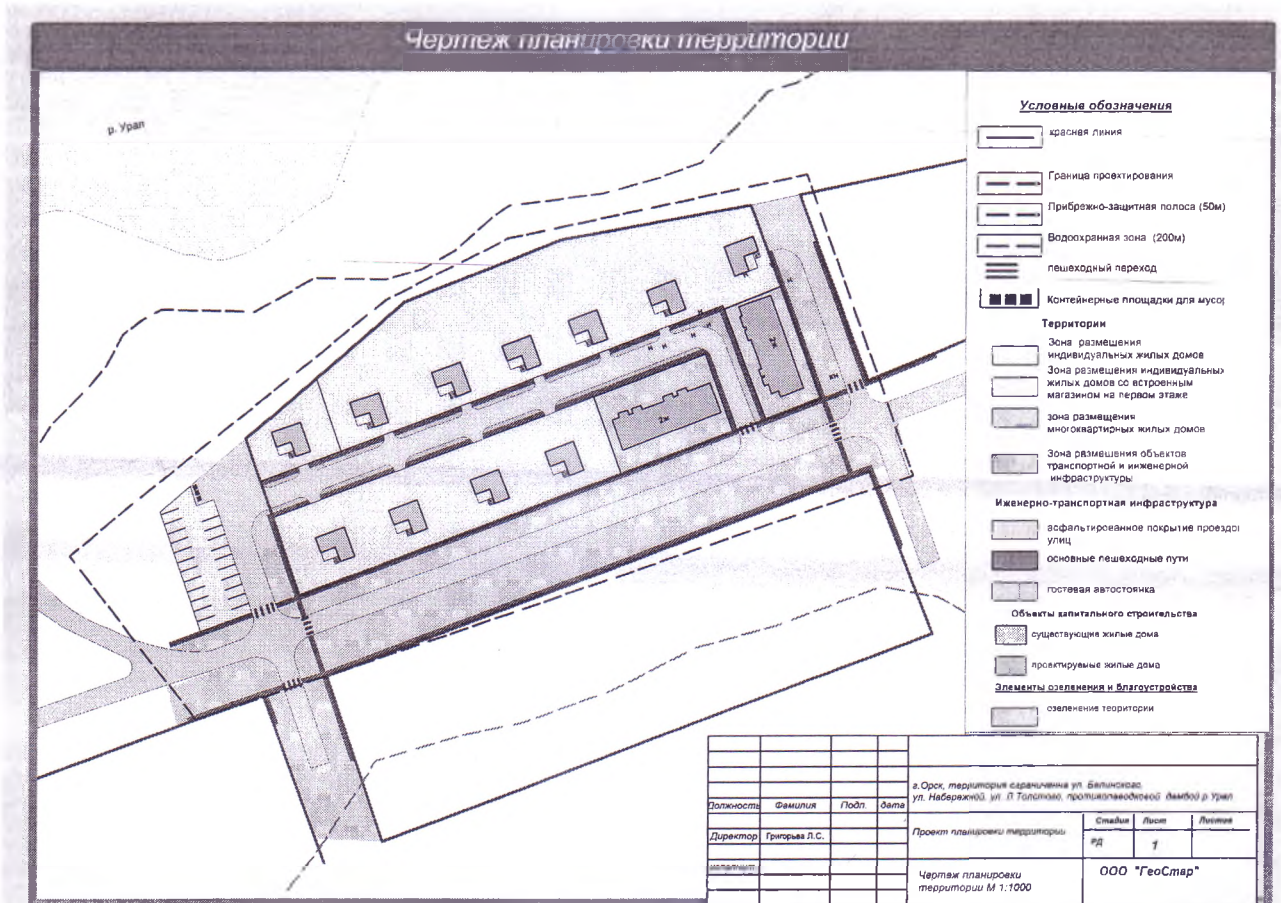 Чертеж планировки территории
р. Урал
2ж
2ж
Условные обозначения
красная линия
Граница проектирования
Прибрежно-защитная полоса (50м)
Водоохранная зона (200м)
пешеходный переход
Контейнерные площадки для мусор
Территории
Зона размещения
индивидуальных жилых домов
Зона размещения индивидуальных
жилых домов со встроенным
магазином на первом этаже
зона размещения
многоквартирных жилых домов
Зона размещения объектов
транспортной и инженерной
инфраструктуры
Иженерно-транспортная инфраструктура
асфальтированное покрытие проездов
улиц
основные пешеходные пути
гостевая автостоянка
Объекты капитального строительства
существующие жилые дома
проектируемые жилые дома
Элементы озеленения и благоустройства
озеленение территории
г.Орск, территория ограниченна ул. Белинского,
ул. Набережной, ул. Л.Толстого, противопаводковой дамбой р.Урал
Должность Фамилия Подп. дата
Проект планировки территории
Стадия Лист Листов
Директор Григорьева Л.С.
РД 1
Чертеж планировки
территории М 1:1000
ООО "ГеоСтар"